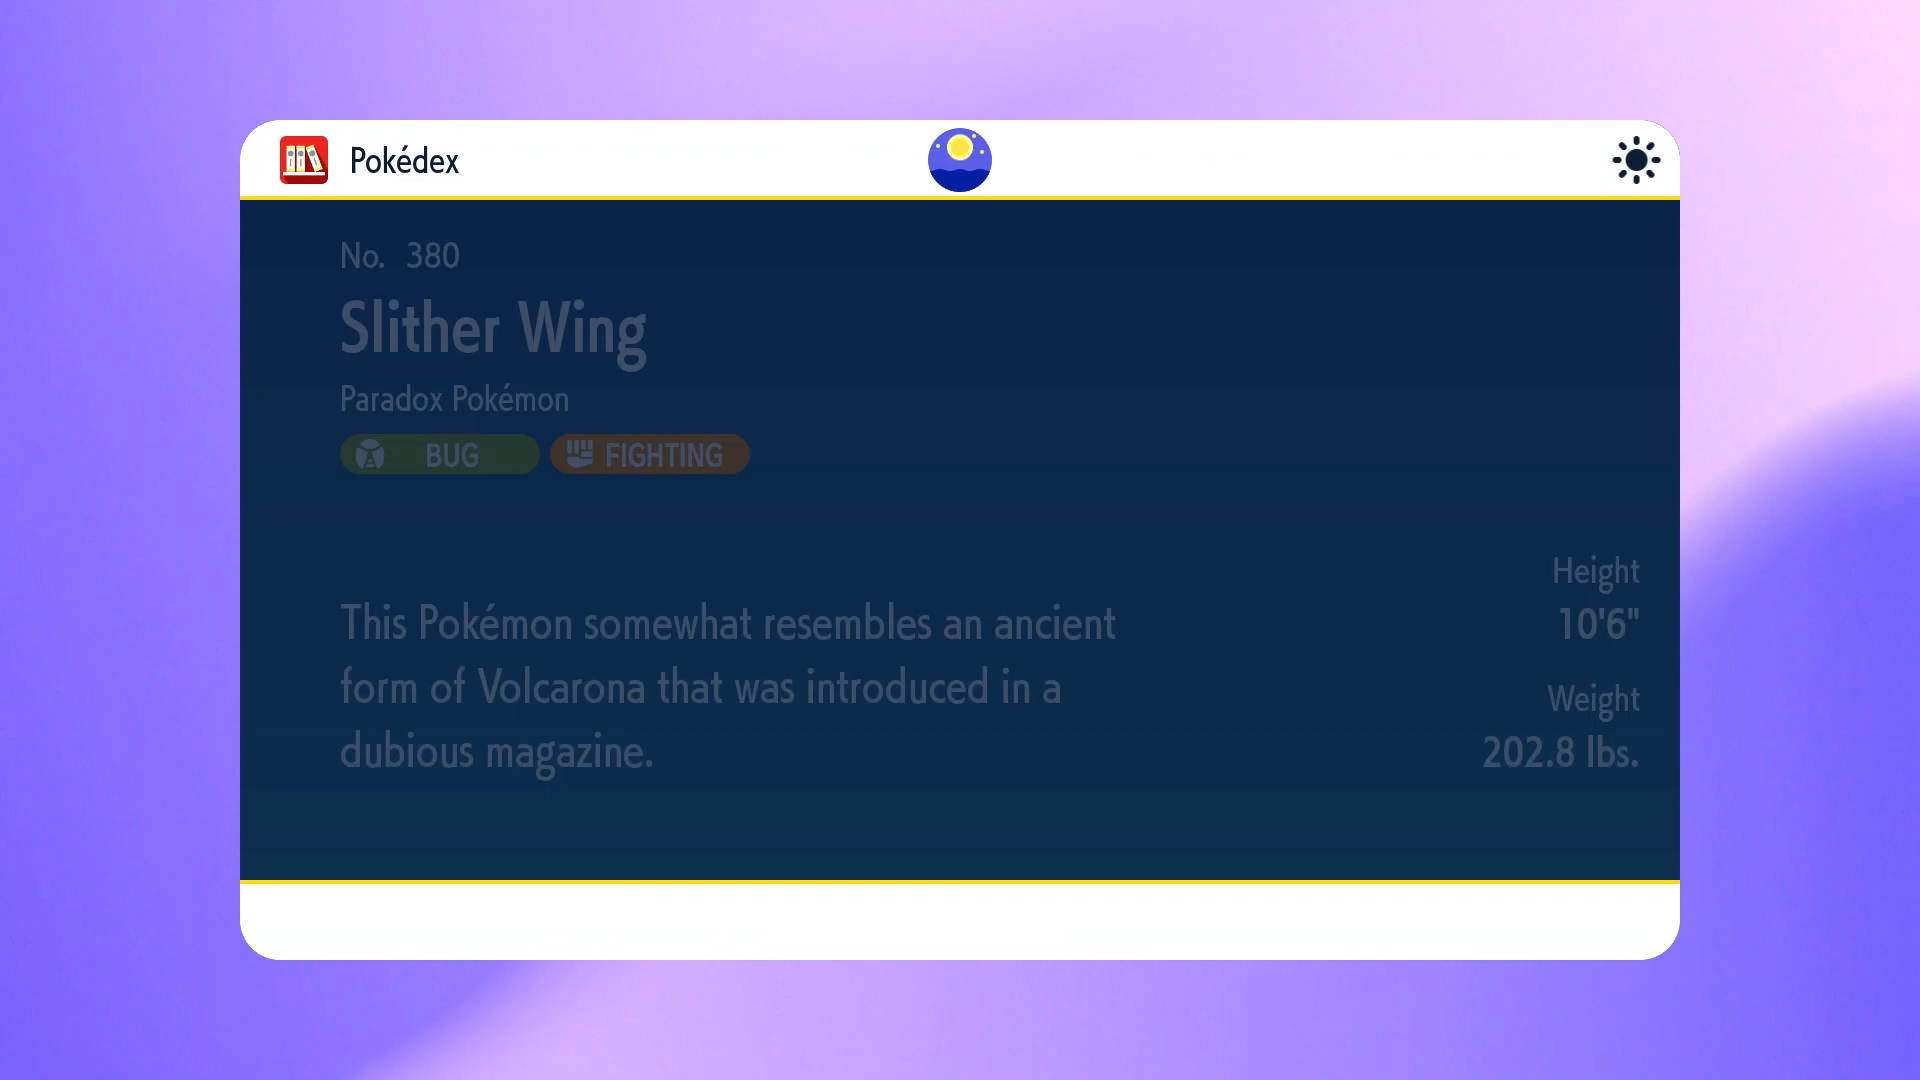 Pokédex
No. 380
Slither Wing
Paradox Pokémon
BUG FIGHTING
Height
10'6"
This Pokémon somewhat resembles an ancient
form of Volcarona that was introduced in a
dubious magazine.
Weight
202.8 lbs.